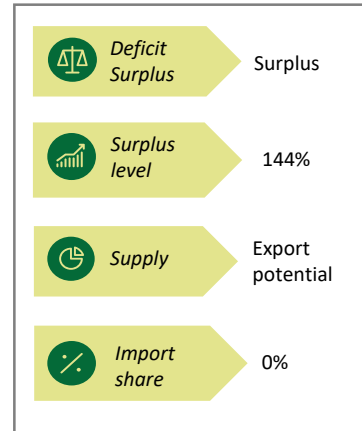 Deficit
Surplus
Surplus
Surplus
level
144%
Supply
Export
potential
Import
share
0%